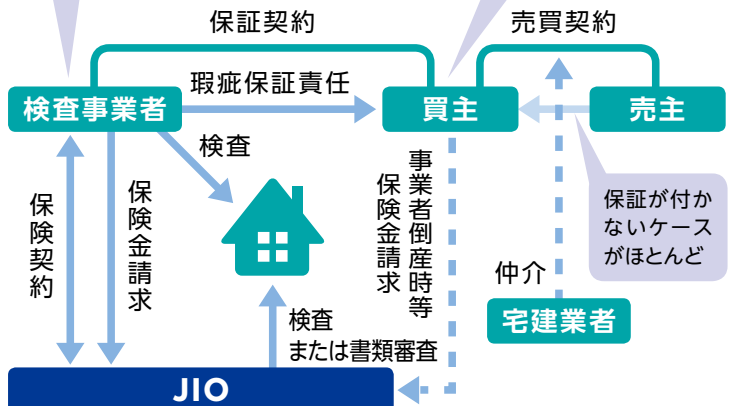 保証契約
売買契約
検査事業者
瑕疵保証責任
買主
売主
検査
保険契約
保険金請求
事業者倒産時等
保険金請求
保証が付か
ないケース
がほとんど
仲介
宅建業者
検査
または書類審査
JIO